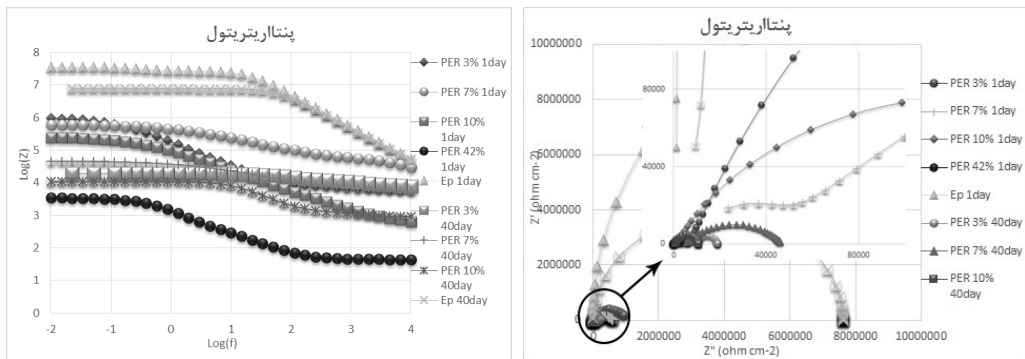 پنتااریتریتول
8
7
6
5
4
3
2
1
0
-2
-1
0
1
2
3
4
Log(Z)
Log(f)
PER 3% 1day
PER 7% 1day
PER 10%
1day
PER 42%
1day
Ep 1day
PER 3%
40day
PER 7%
40day
PER 10%
40day
Ep 40day
پنتااریتریتول
10000000
8000000
6000000
4000000
2000000
0
0
2000000
4000000
6000000
8000000
10000000
Z' (ohm cm-2)
Z'' (ohm cm-2)
80000
40000
0
0
40000
80000
80000
40000
PER 3% 1day
PER 7% 1day
PER 10% 1day
PER 42% 1day
Ep 1day
PER 3% 40day
PER 7% 40day
PER 10%
40day